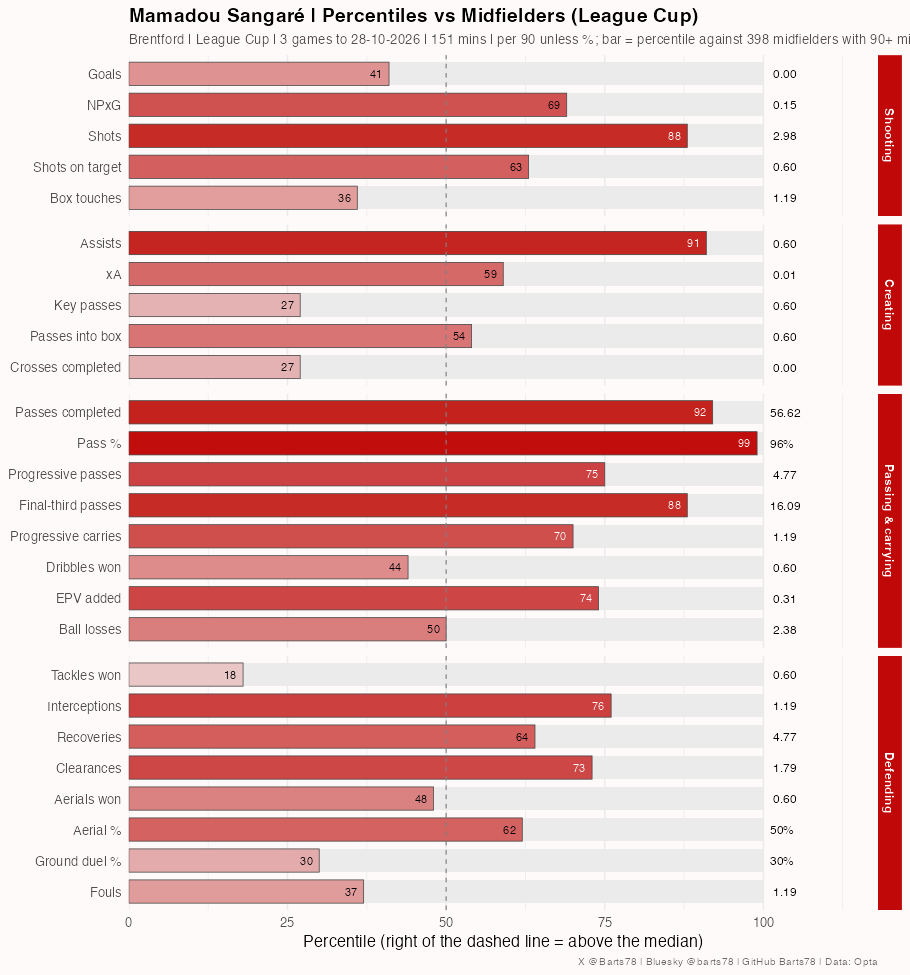 Mamadou Sangaré | Percentiles vs Midfielders (League Cup)
Brentford | League Cup | 3 games to 28-10-2026 | 151 mins | per 90 unless %; bar = percentile against 398 midfielders with 90+ mi
Goals 41 0.00
NPxG 69 0.15
Shots 88 2.98
Shots on target 63 0.60
Box touches 36 1.19
Shooting
Assists 91 0.60
xA 59 0.01
Key passes 27 0.60
Passes into box 54 0.60
Crosses completed 27 0.00
Creating
Passes completed 92 56.62
Pass % 99 96%
Progressive passes 75 4.77
Final-third passes 88 16.09
Progressive carries 70 1.19
Dribbles won 44 0.60
EPV added 74 0.31
Ball losses 50 2.38
Passing & carrying
Tackles won 18 0.60
Interceptions 76 1.19
Recoveries 64 4.77
Clearances 73 1.79
Aerials won 48 0.60
Aerial % 62 50%
Ground duel % 30 30%
Fouls 37 1.19
Defending
0 25 50 75 100
Percentile (right of the dashed line = above the median)
X @Barts78 | Bluesky @barts78 | GitHub Barts78 | Data: Opta